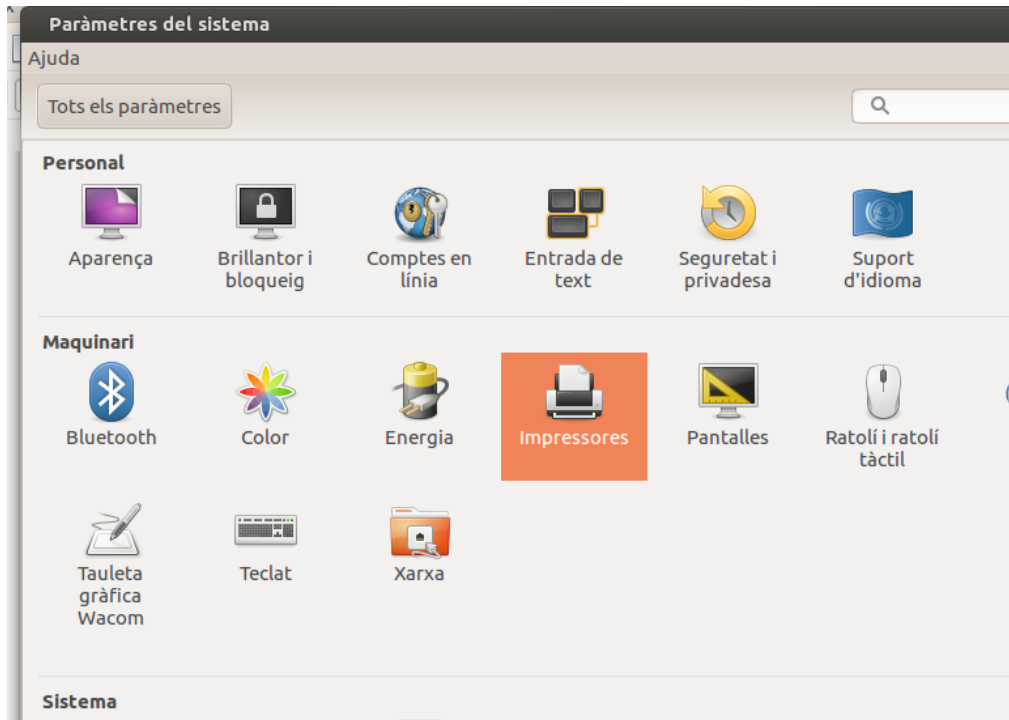 Paràmetres del sistema
Ajuda
Tots els paràmetres
Personal
Aparença
Brillantor i
bloqueig
Comptes en
línia
Entrada de
text
Seguretat i
privadesa
Suport
d'idioma
Maquinari
Bluetooth
Color
Energia
Impressores
Pantalles
Ratolí i ratolí
tàctil
Tauleta
gràfica
Wacom
Teclat
Xarxa
Sistema